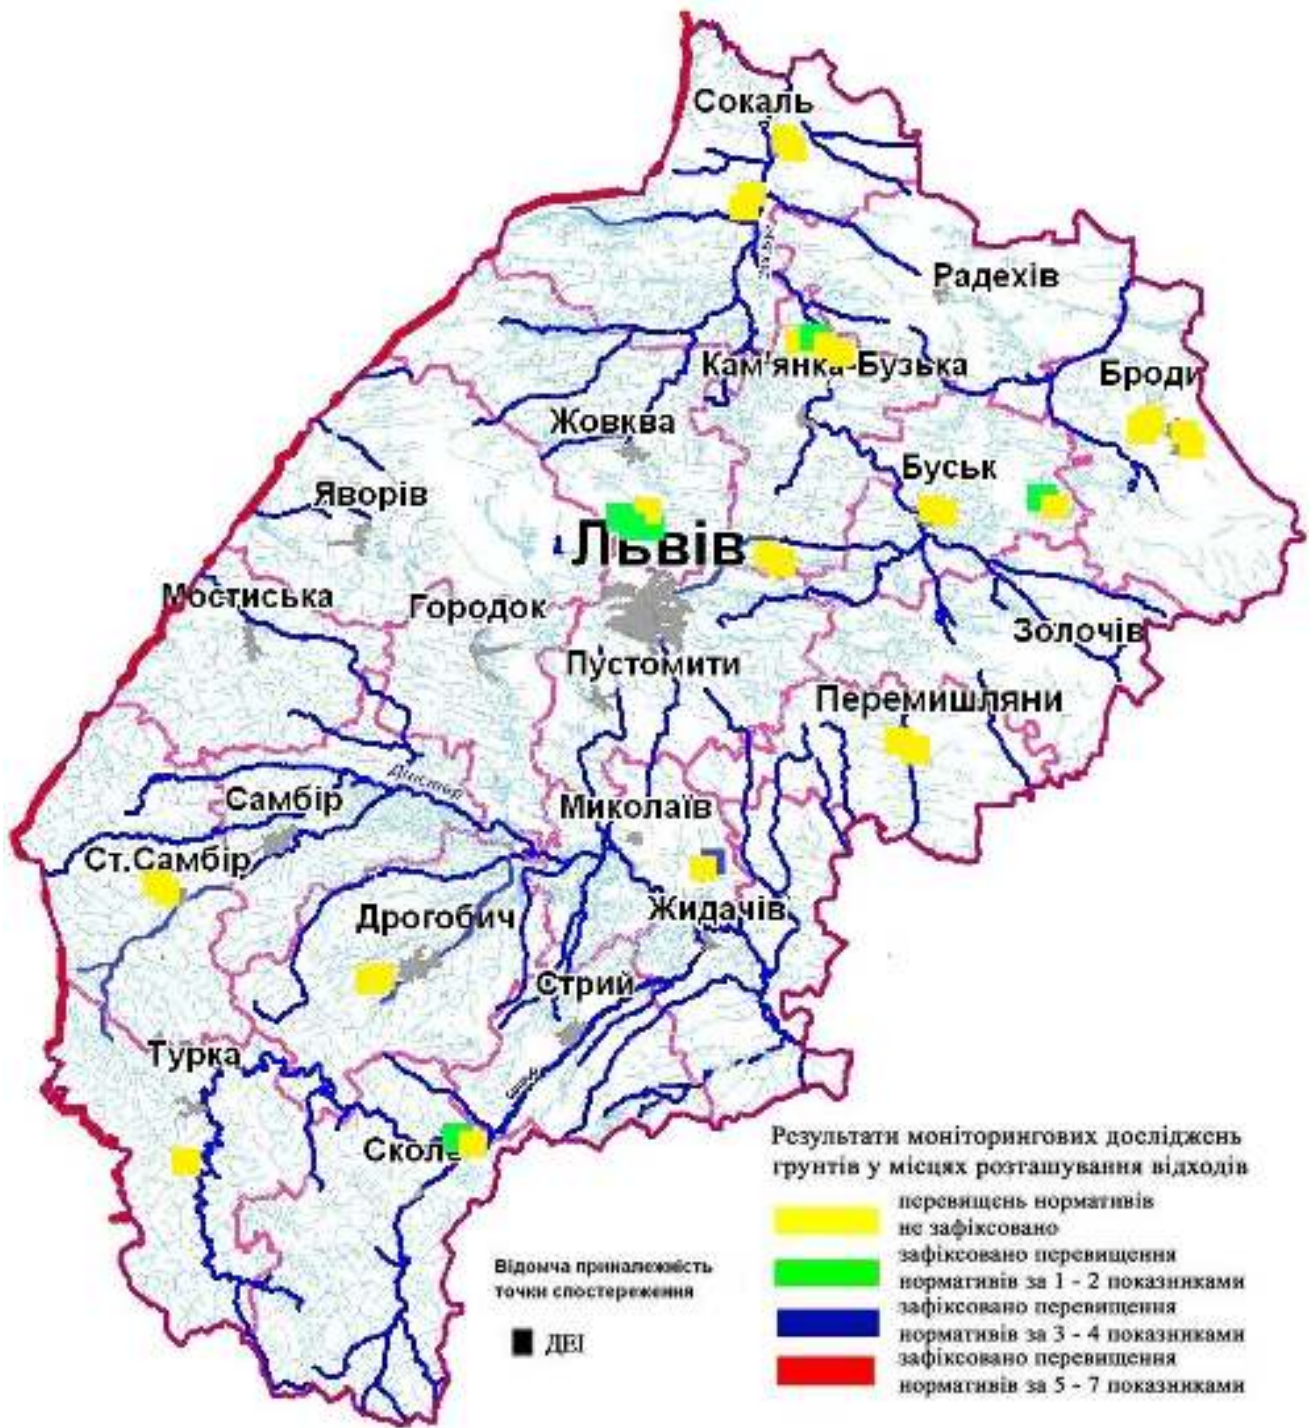 Сокаль
Радехів
Кам'янка-Бузька
Броди
Жовква
Буськ
Яворів
Львів
Мостиська
Городок
Золочів
Пустомити
Перемишляни
Дністер
Самбір
Миколаїв
Ст.Самбір
Жидачів
Дрогобич
Стрий
Турка
Сколе
Результати моніторингових досліджень
грунтів у місцях розташування відходів
перевищень нормативів
не зафіксовано
зафіксовано перевищення
нормативів за 1 - 2 показниками
зафіксовано перевищення
нормативів за 3 - 4 показниками
зафіксовано перевищення
нормативів за 5 - 7 показниками
Відомча приналежність
точки спостереження
ДЕІ